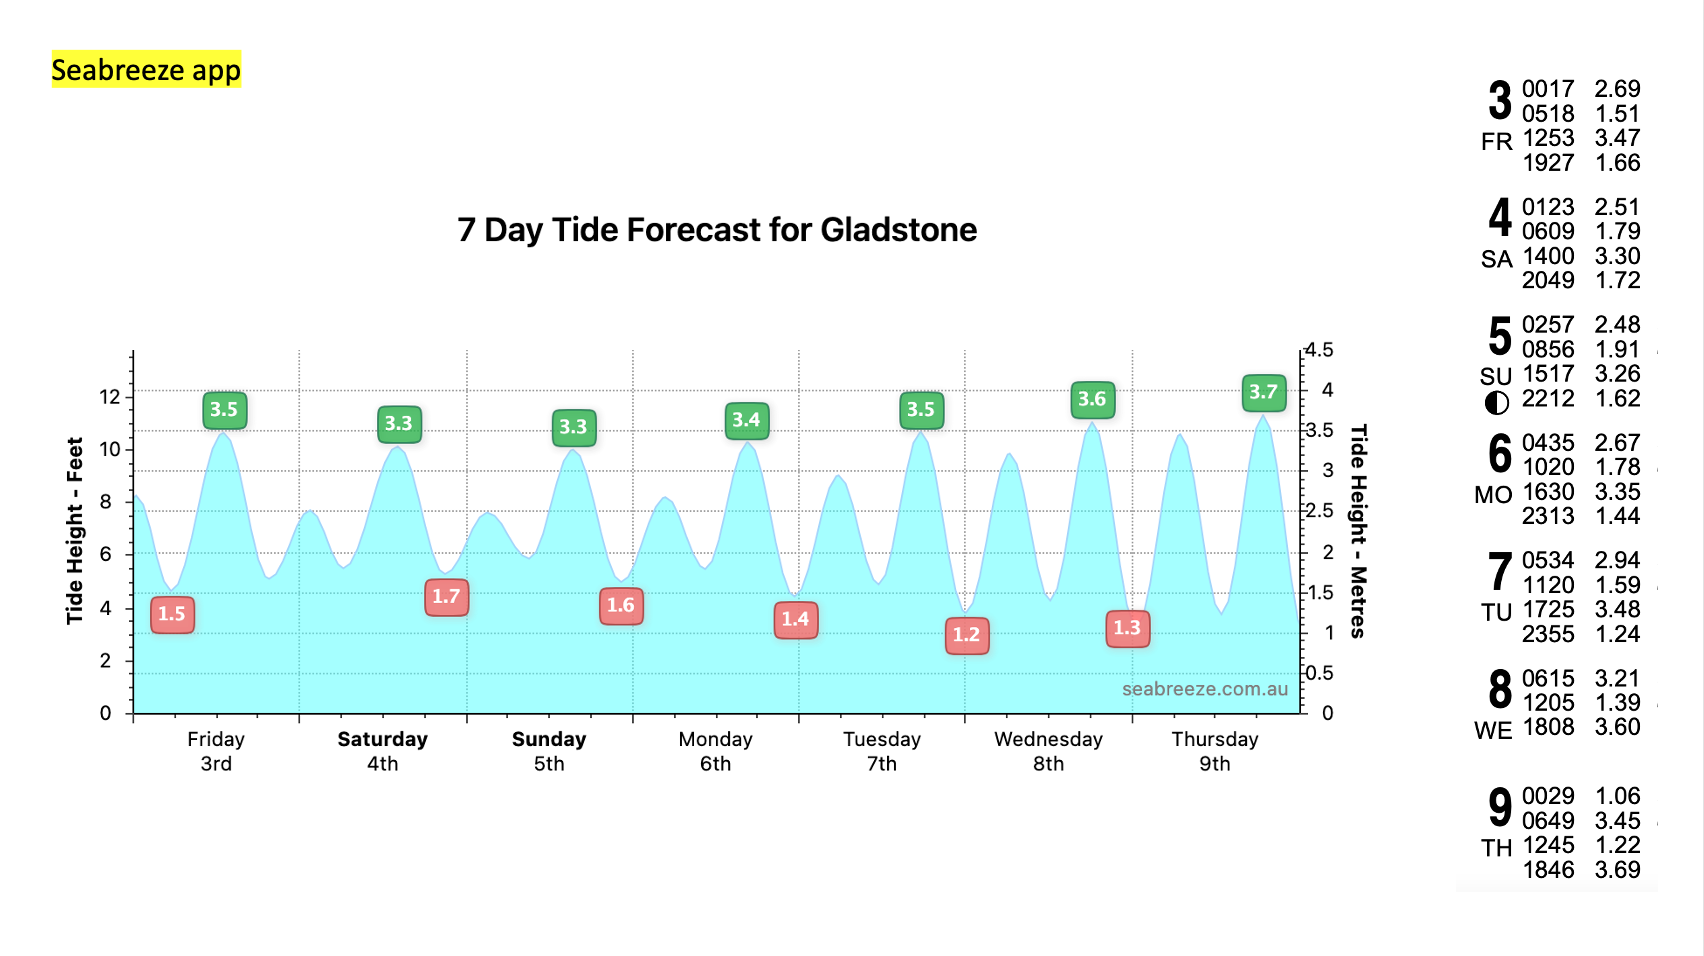 Seabreeze app
7 Day Tide Forecast for Gladstone
Tide Height - Feet
12
10
8
6
4
2
0
3.5
3.3
3.3
3.4
3.5
3.6
3.7
1.5
1.7
1.6
1.4
1.2
1.3
4.5
4
3.5
3
2.5
2
1.5
1
0.5
0
Tide Height - Metres
seabreeze.com.au
Friday Saturday Sunday Monday Tuesday Wednesday Thursday
3rd 4th 5th 6th 7th 8th 9th
3 0017 2.69
0518 1.51
FR 1253 3.47
1927 1.66
4 0123 2.51
0609 1.79
SA 1400 3.30
2049 1.72
5 0257 2.48
0856 1.91
SU 1517 3.26
2212 1.62
6 0435 2.67
1020 1.78
MO 1630 3.35
2313 1.44
7 0534 2.94
1120 1.59
TU 1725 3.48
2355 1.24
8 0615 3.21
1205 1.39
WE 1808 3.60
9 0029 1.06
0649 3.45
TH 1245 1.22
1846 3.69